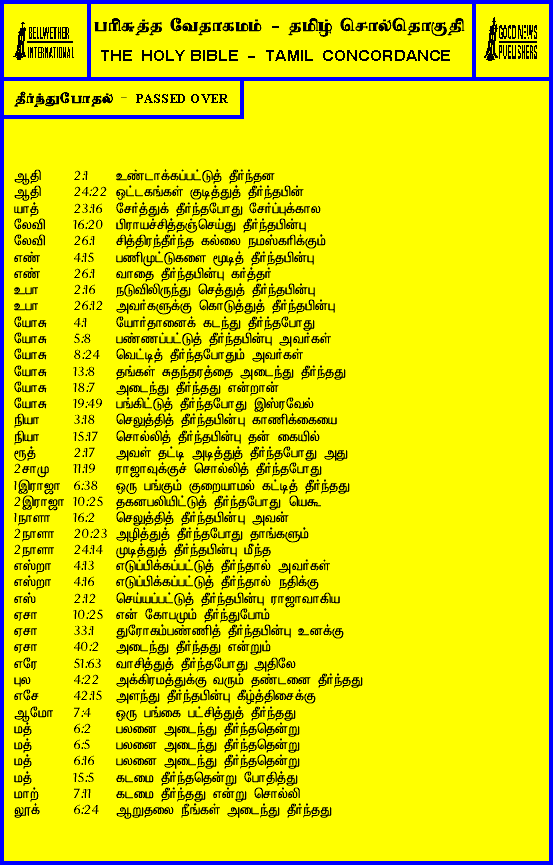 BELLWETHER INTERNATIONAL
பரிசுத்த வேதாகமம் - தமிழ் சொல்தொகுதி
THE HOLY BIBLE - TAMIL CONCORDANCE
GOOD NEWS PUBLISHERS
தீர்ந்துபோதல் - PASSED OVER
ஆதி 2:1 உண்டாக்கப்பட்டுத் தீர்ந்தன
ஆதி 24:22 ஒட்டகங்கள் குடித்துத் தீர்ந்தபின்
யாத் 23:16 சேர்த்துக் தீர்ந்தபோது சேர்ப்புக்கால
லேவி 16:20 பிராயச்சித்தஞ்செய்து தீர்ந்தபின்பு
லேவி 26:1 சித்திரந்தீர்ந்த கல்லை நமஸ்கரிக்கும்
எண் 4:15 பணிமுட்டுகளை மூடித் தீர்ந்தபின்பு
எண் 26:1 வாதை தீர்ந்தபின்பு கர்த்தர்
உபா 2:16 நடுவிலிருந்து செத்துத் தீர்ந்தபின்பு
உபா 26:12 அவர்களுக்கு கொடுத்துத் தீர்ந்தபின்பு
யோசு 4:1 யோர்தானைக் கடந்து தீர்ந்தபோது
யோசு 5:8 பண்ணப்பட்டுத் தீர்ந்தபின்பு அவர்கள்
யோசு 8:24 வெட்டித் தீர்ந்தபோதும் அவர்கள்
யோசு 13:8 தங்கள் சுதந்தரத்தை அடைந்து தீர்ந்தது
யோசு 18:7 அடைந்து தீர்ந்தது என்றான்
யோசு 19:49 பங்கிட்டுத் தீர்ந்தபோது இஸ்ரவேல்
நியா 3:18 செலுத்தித் தீர்ந்தபின்பு காணிக்கையை
நியா 15:17 சொல்லித் தீர்ந்தபின்பு தன் கையில்
ரூத் 2:17 அவள் தட்டி அடித்துத் தீர்ந்தபோது அது
2சாமு 11:19 ராஜாவுக்குச் சொல்லித் தீர்ந்தபோது
1இராஜா 6:38 ஒரு பங்கும் குறையாமல் கட்டித் தீர்ந்தது
2இராஜா 10:25 தகனபலியிட்டுத் தீர்ந்தபோது யெகூ
1நாளா 16:2 செலுத்தித் தீர்ந்தபின்பு அவன்
2நாளா 20:23 அழித்துத் தீர்ந்தபோது தாங்களும்
2நாளா 24:14 முடித்துத் தீர்ந்தபின்பு மீந்த
எஸ்றா 4:13 எடுப்பிக்கப்பட்டுத் தீர்ந்தால் அவர்கள்
எஸ்றா 4:16 எடுப்பிக்கப்பட்டுத் தீர்ந்தால் நதிக்கு
எஸ் 2:12 செய்யப்பட்டுத் தீர்ந்தபின்பு ராஜாவாகிய
ஏசா 10:25 என் கோபமும் தீர்ந்துபோம்
ஏசா 33:1 துரோகம்பண்ணித் தீர்ந்தபின்பு உனக்கு
ஏசா 40:2 அடைந்து தீர்ந்தது என்றும்
எரே 51:63 வாசித்துத் தீர்ந்தபோது அதிலே
புல 4:22 அக்கிரமத்துக்கு வரும் தண்டனை தீர்ந்தது
எசே 42:15 அளந்து தீர்ந்தபின்பு கீழ்த்திசைக்கு
ஆமோ 7:4 ஒரு பங்கை பட்சித்துத் தீர்ந்தது
மத் 6:2 பலனை அடைந்து தீர்ந்ததென்று
மத் 6:5 பலனை அடைந்து தீர்ந்ததென்று
மத் 6:16 பலனை அடைந்து தீர்ந்ததென்று
மத் 15:5 கடமை தீர்ந்ததென்று போதித்து
மாற் 7:11 கடமை தீர்ந்தது என்று சொல்லி
லூக் 6:24 ஆறுதலை நீங்கள் அடைந்து தீர்ந்தது